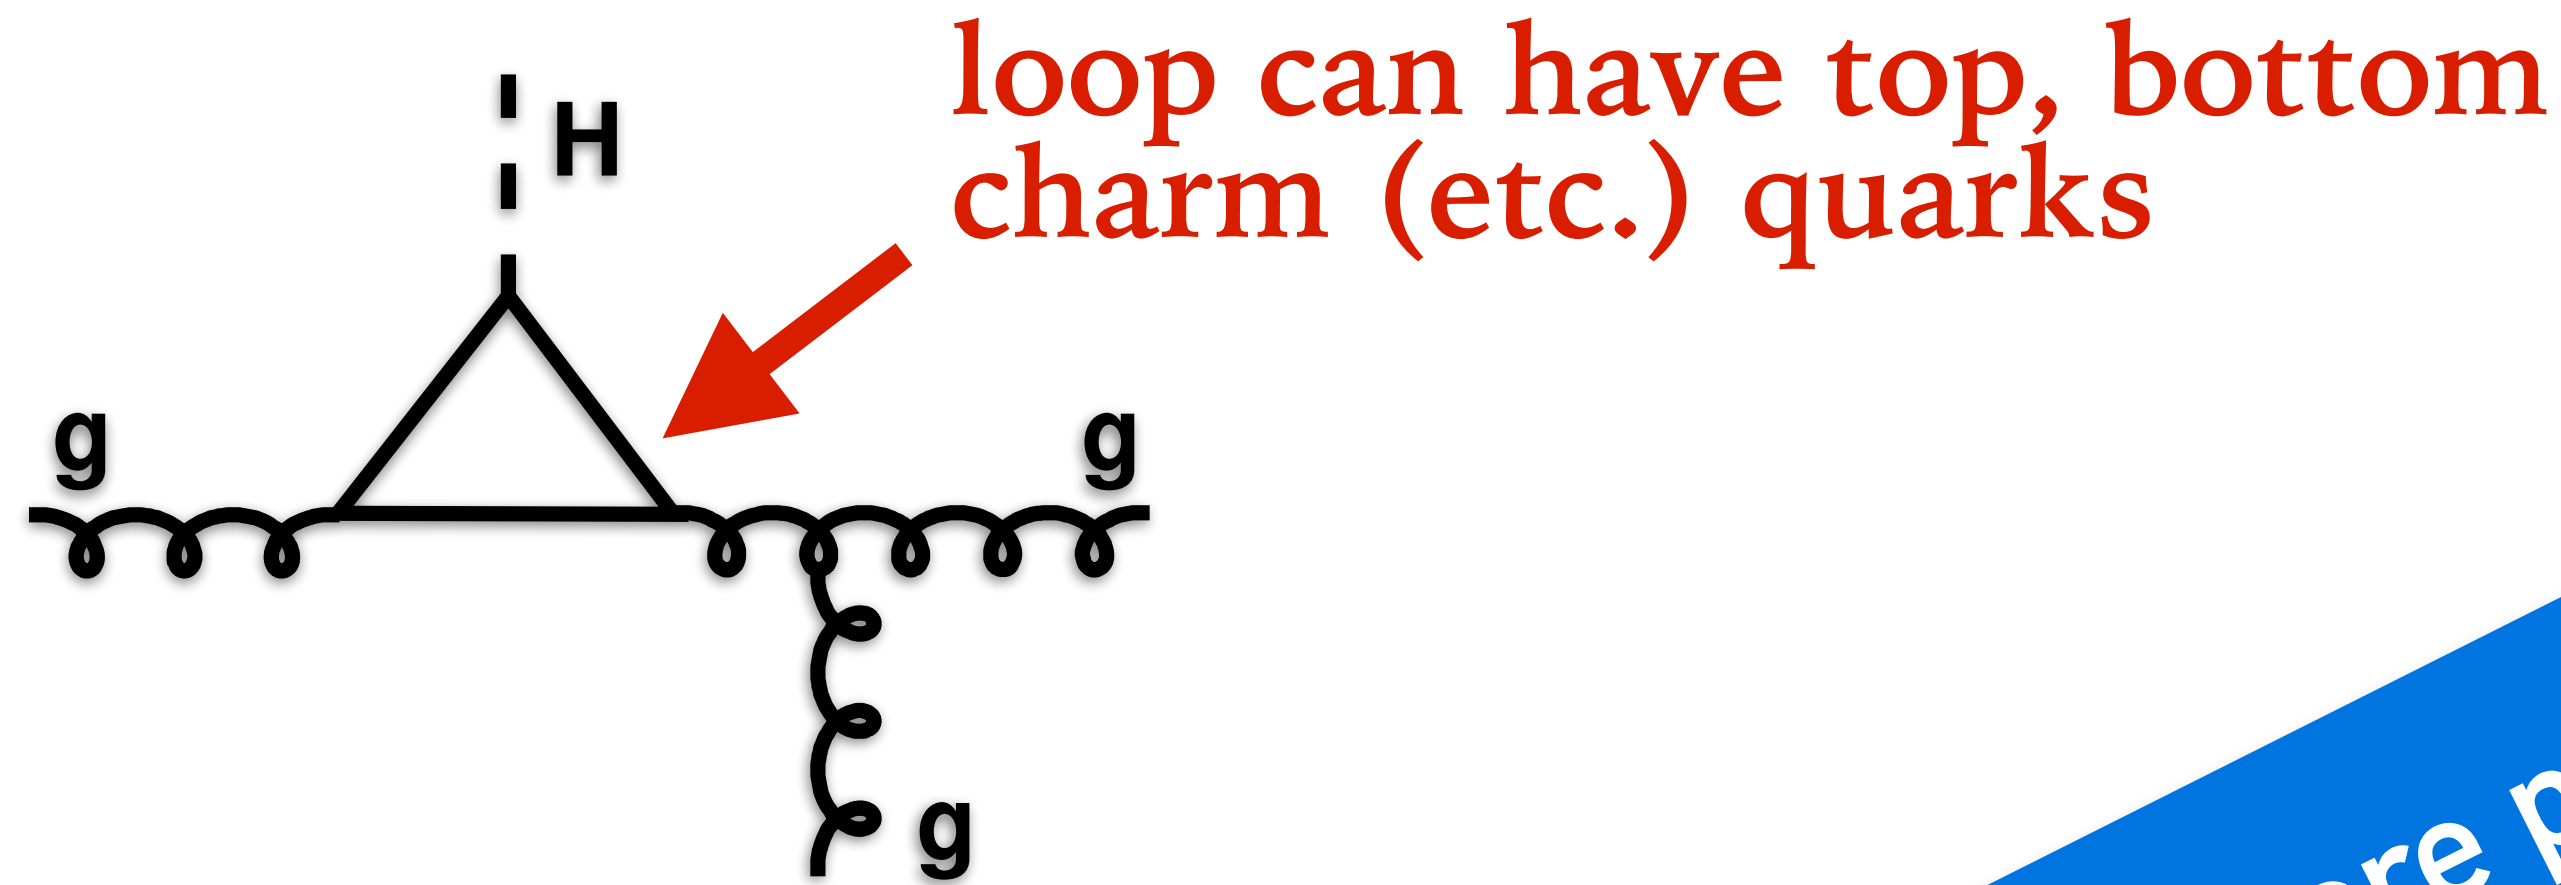 loop can have top, bottom
charm (etc.) quarks
H
g
g
g